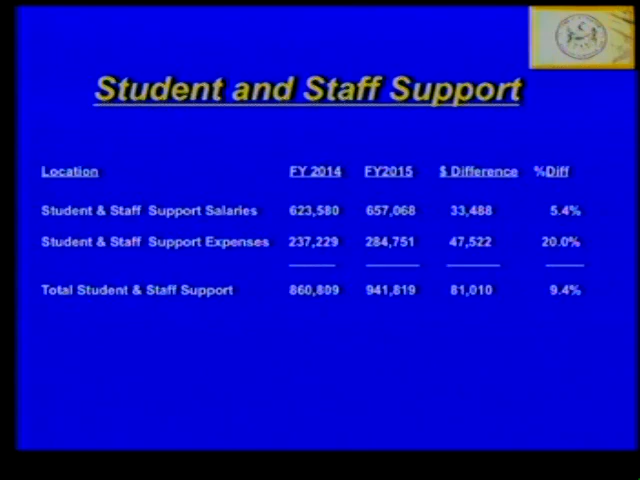 Student and Staff Support
Location FY 2014 FY2015 $ Difference %Diff
Student & Staff Support Salaries 623,580 657,068 33,488 5.4%
Student & Staff Support Expenses 237,229 284,751 47,522 20.0%
Total Student & Staff Support 860,809 941,819 81,010 9.4%